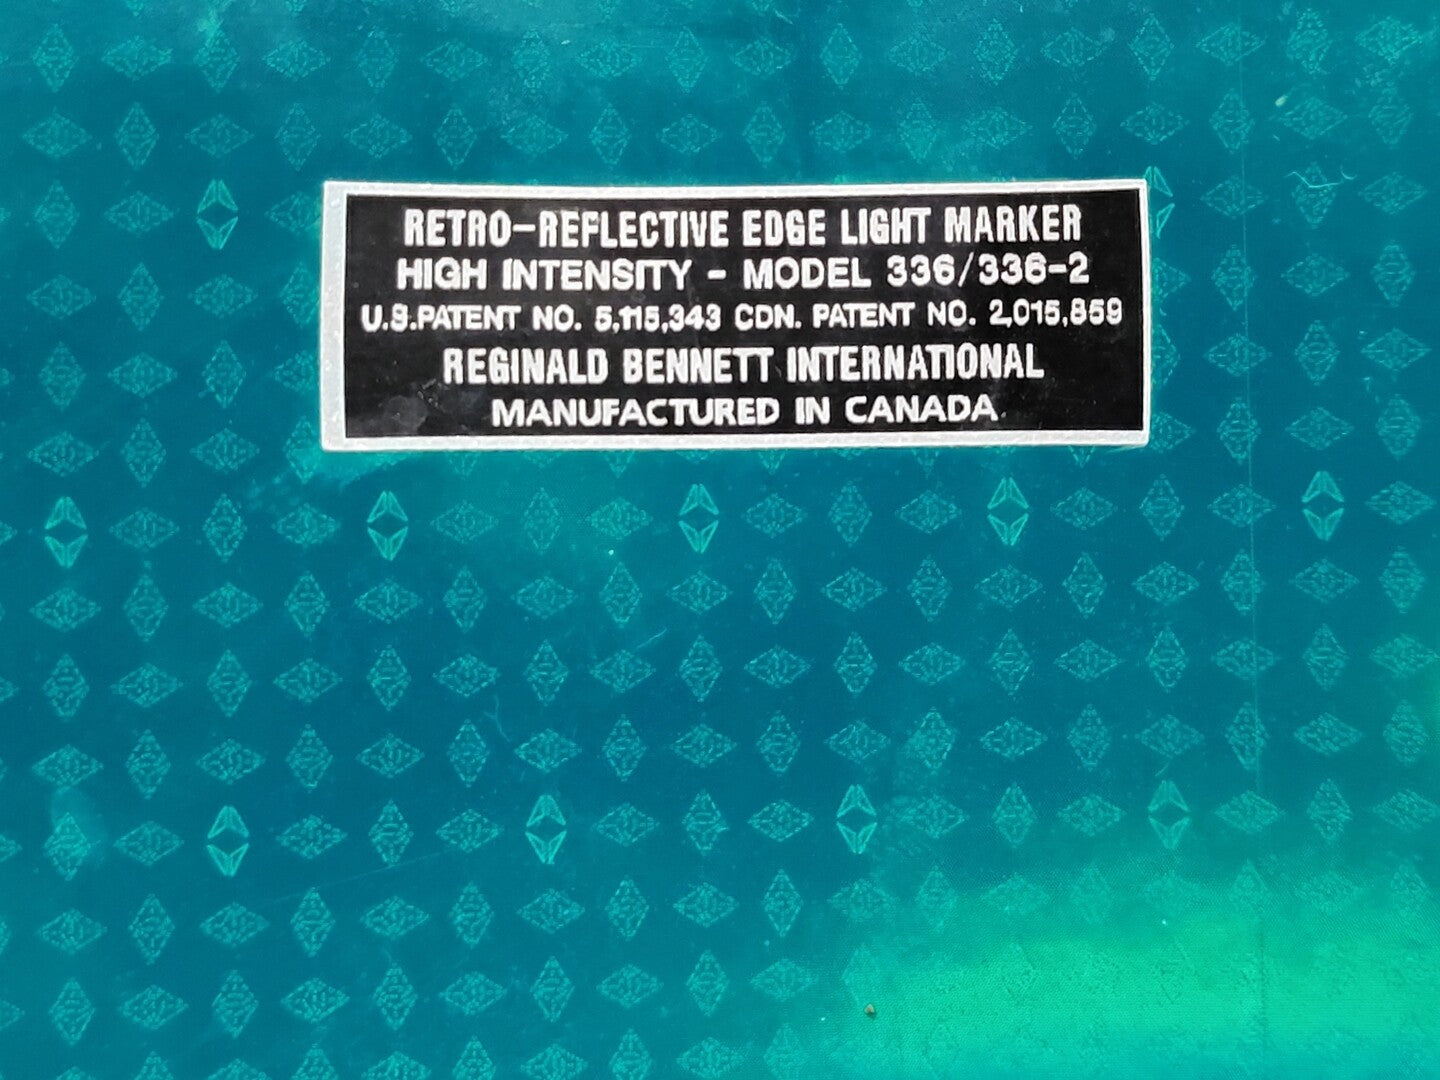 RETRO-REFLECTIVE EDGE LIGHT MARKER
HIGH INTENSITY - MODEL 336/336-2
U.S.PATENT NO. 5,115,343 CDN. PATENT NO. 2,015,859
REGINALD BENNETT INTERNATIONAL
MANUFACTURED IN CANADA